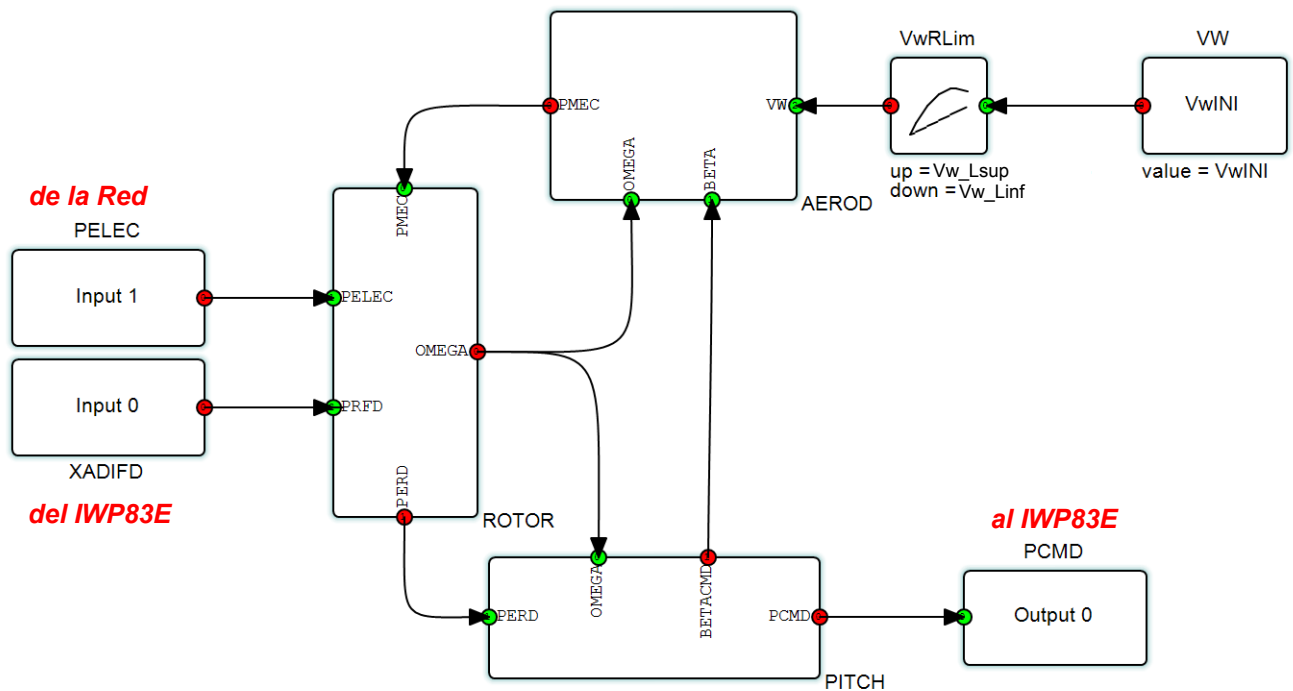 VwRLim
VW
PMEC
VW
VwINI
OMEGA
BETA
up =Vw_Lsup
down =Vw_Linf
value = VwINI
AEROD
de la Red
PELEC
Input 1
PMEC
PELEC
OMEGA
Input 0
PRFD
XADIFD
del IWP83E
PERD
ROTOR
al IWP83E
PCMD
OMEGA
BETACMD
PERD
PCMD
Output 0
PITCH